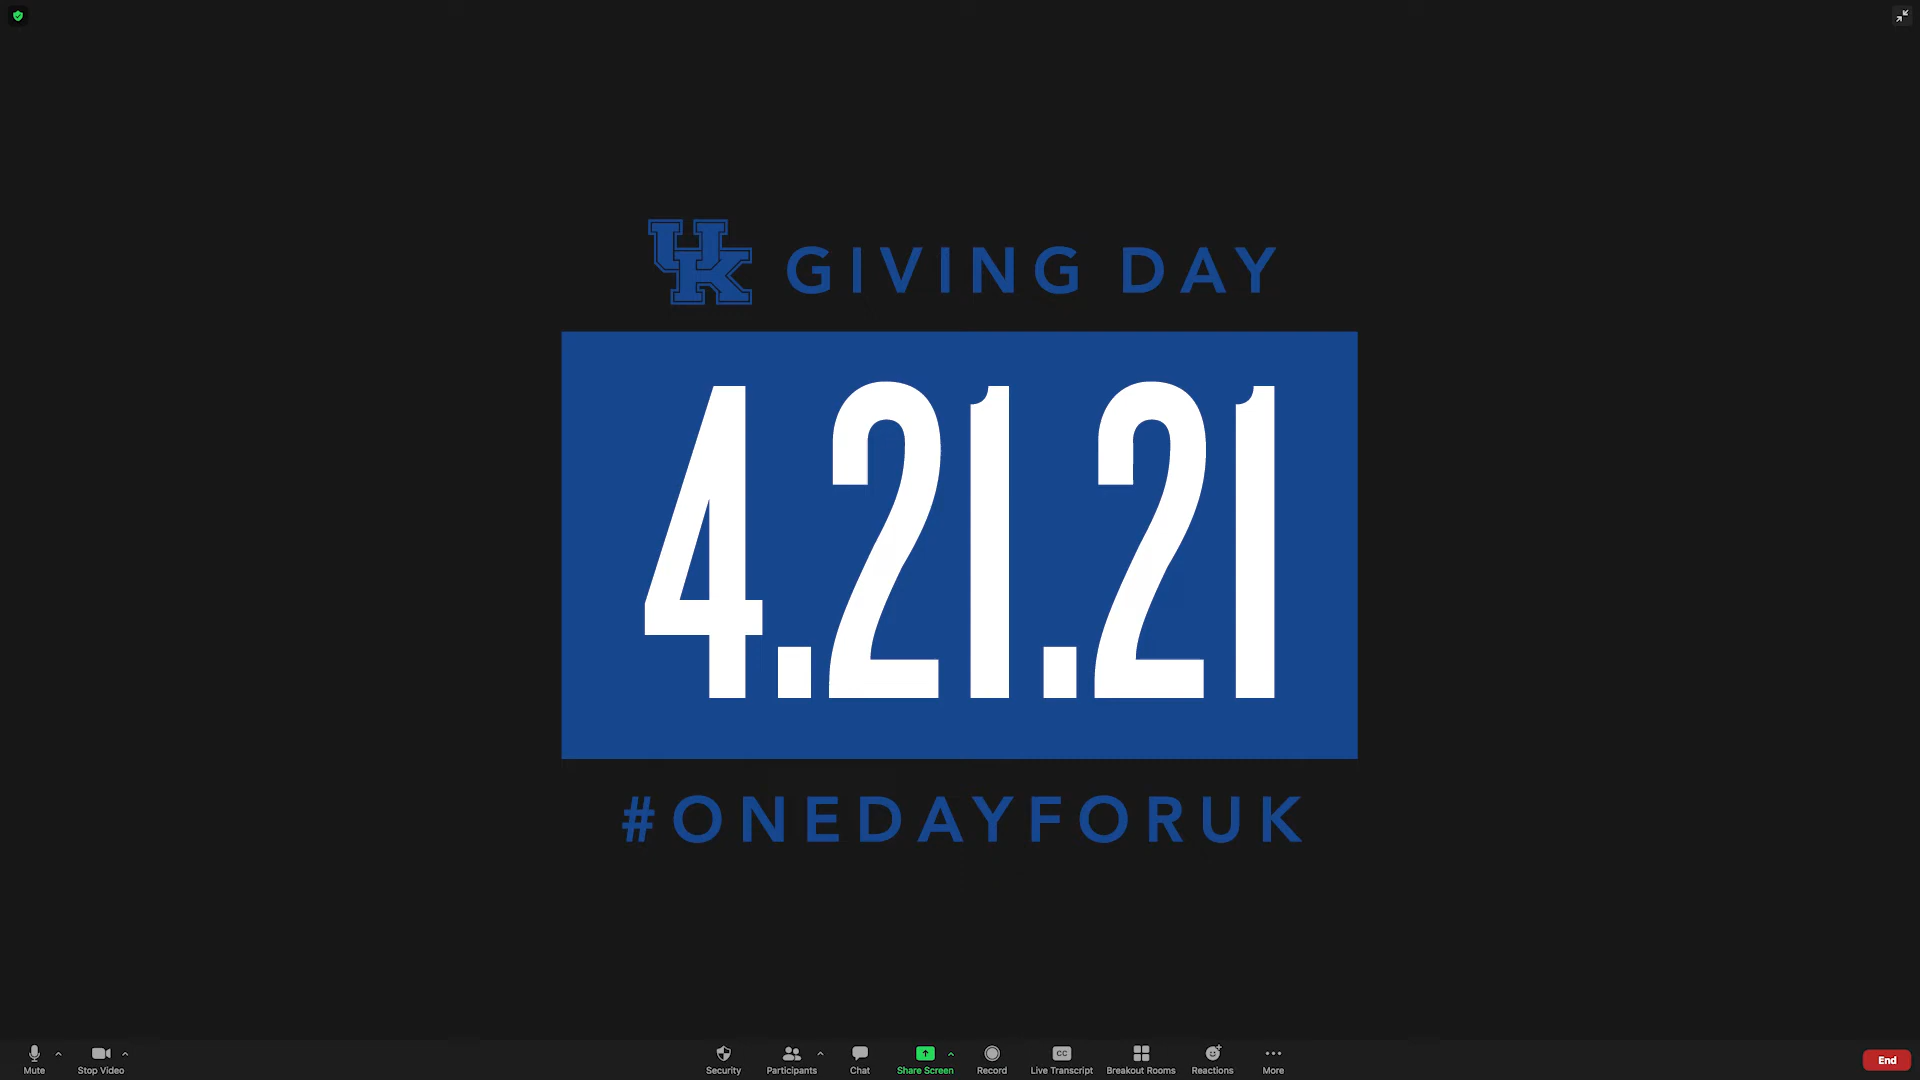 UK GIVING DAY
4.21.21
#ONEDAYFORUK
Mute
Stop Video
Security
Participants
Chat
Share Screen
Record
CC
Live Transcript
Breakout Rooms
Reactions
More
End